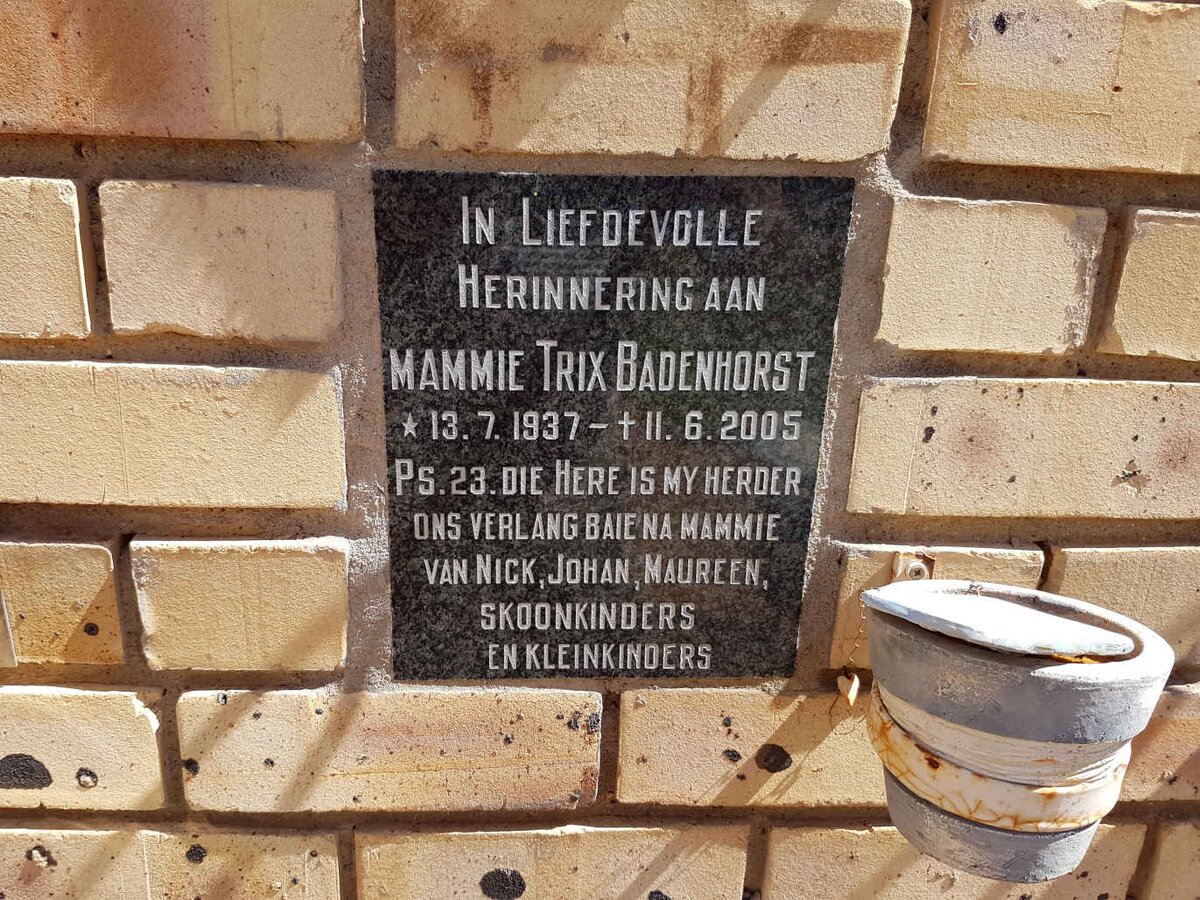 IN LIEFDEVOLLE
HERINNERING AAN
MAMMIE TRIX BADENHORST
★ 13. 7. 1937 – † 11. 6. 2005
PS. 23. DIE HERE IS MY HERDER
ONS VERLANG BAIE NA MAMMIE
VAN NICK, JOHAN, MAUREEN,
SKOONKINDERS
EN KLEINKINDERS